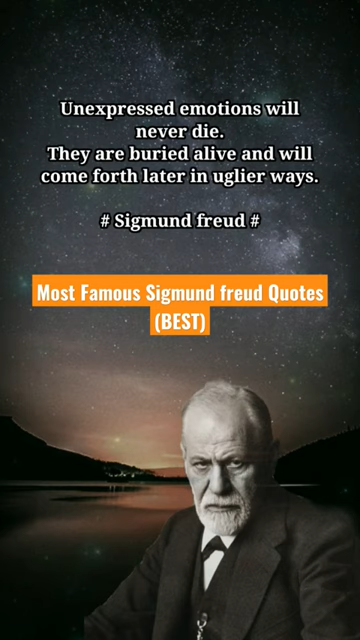 Unexpressed emotions will
never die.
They are buried alive and will
come forth later in uglier ways.
# Sigmund freud #
Most Famous Sigmund freud Quotes
(BEST)